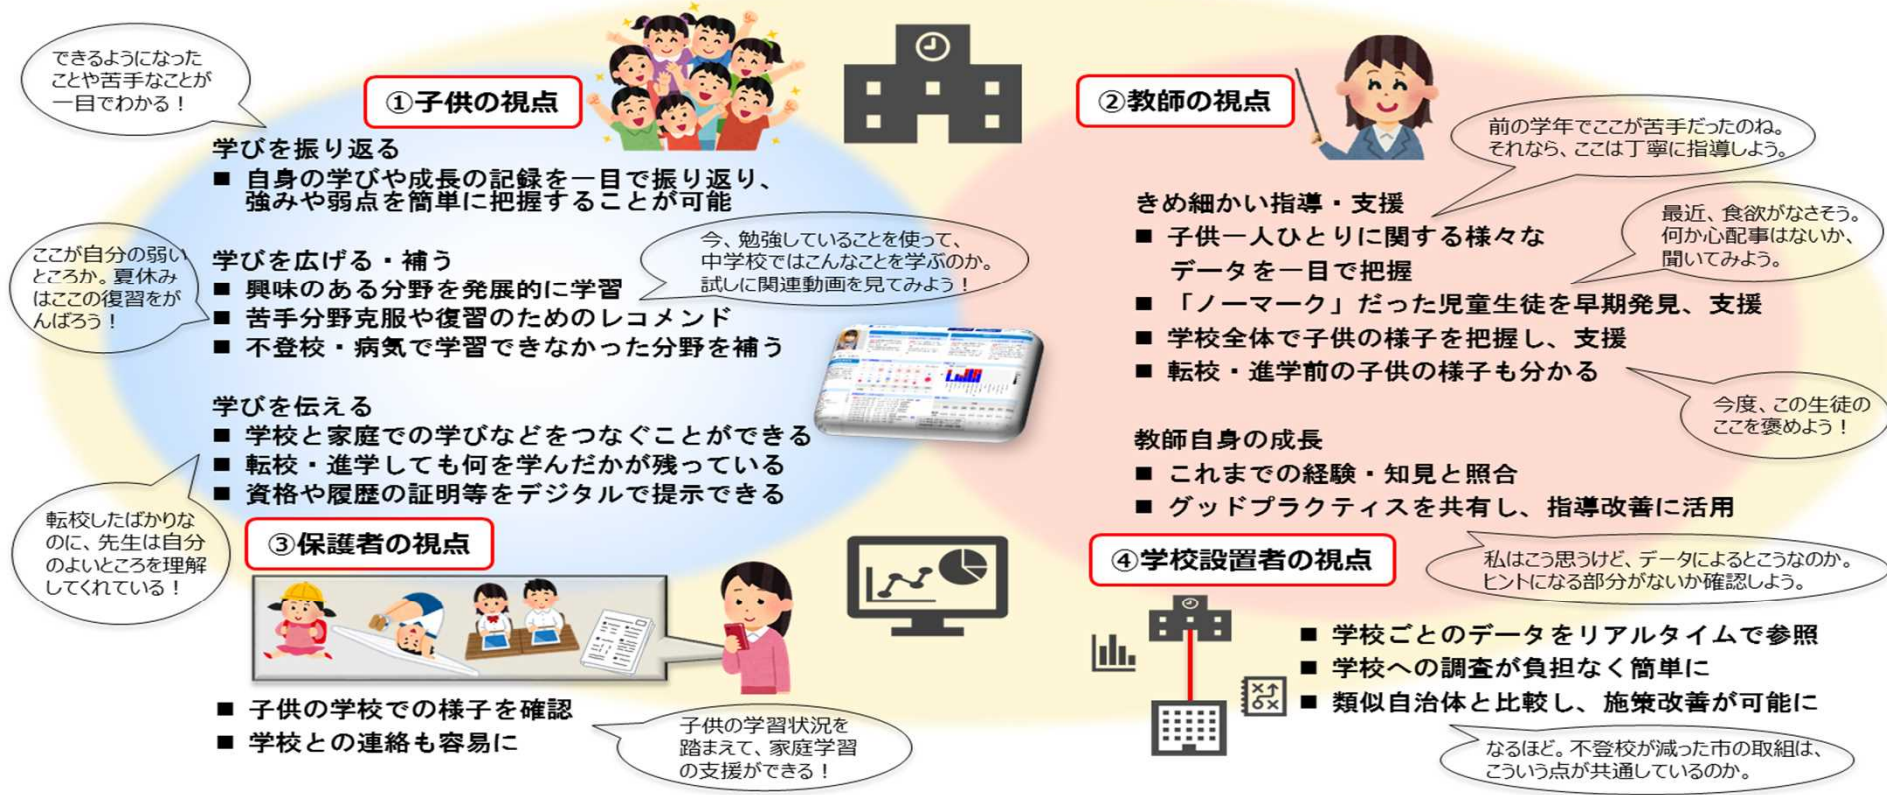 できるようになった
ことや苦手なことが
一目でわかる！
①子供の視点
学びを振り返る
■ 自身の学びや成長の記録を一目で振り返り、
強みや弱点を簡単に把握することが可能
ここが自分の弱い
ところか。夏休み
はここの復習をが
んばろう！
学びを広げる・補う
■ 興味のある分野を発展的に学習
■ 苦手分野克服や復習のためのレコメンド
■ 不登校・病気で学習できなかった分野を補う
今、勉強していることを使って、
中学校ではこんなことを学ぶのか。
試しに関連動画を見てみよう！
学びを伝える
■ 学校と家庭での学びなどをつなぐことができる
■ 転校・進学しても何を学んだかが残っている
■ 資格や履歴の証明等をデジタルで提示できる
転校したばかりな
のに、先生は自分
のよいところを理解
してくれている！
②教師の視点
前の学年でここが苦手だったのね。
それなら、ここは丁寧に指導しよう。
きめ細かい指導・支援
■ 子供一人ひとりに関する様々な
データを一目で把握
■ 「ノーマーク」だった児童生徒を早期発見、支援
■ 学校全体で子供の様子を把握し、支援
■ 転校・進学前の子供の様子も分かる
最近、食欲がなさそう。
何か心配事はないか、
聞いてみよう。
今度、この生徒の
ここを褒めよう！
教師自身の成長
■ これまでの経験・知見と照合
■ グッドプラクティスを共有し、指導改善に活用
私はこう思うけど、データによるとこうなのか。
ヒントになる部分がないか確認しよう。
③保護者の視点
■ 子供の学校での様子を確認
■ 学校との連絡も容易に
子供の学習状況を
踏まえて、家庭学習
の支援ができる！
④学校設置者の視点
■ 学校ごとのデータをリアルタイムで参照
■ 学校への調査が負担なく簡単に
■ 類似自治体と比較し、施策改善が可能に
なるほど。不登校が減った市の取組は、
こういう点が共通しているのか。